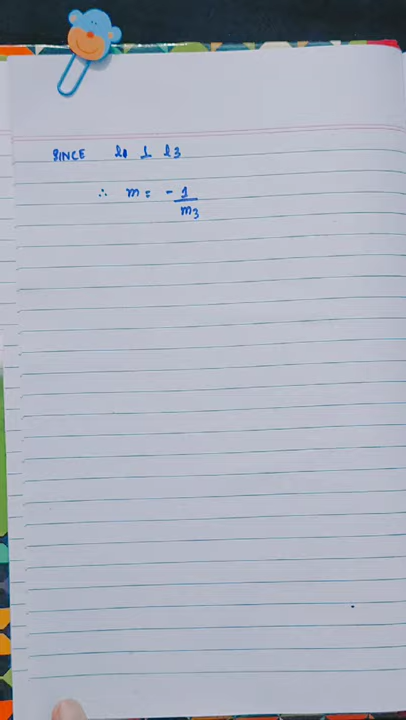 SINCE l1 ⊥ l3
∴ m = - 1/m3